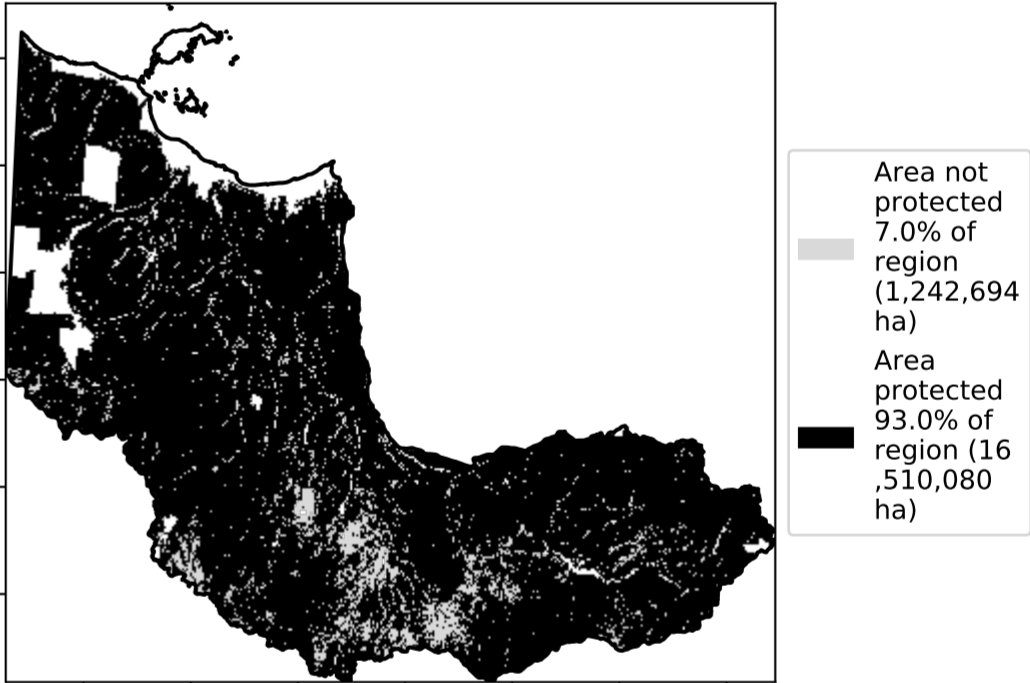 Area not
protected
7.0% of
region
(1,242,694
ha)
Area
protected
93.0% of
region (16
,510,080
ha)